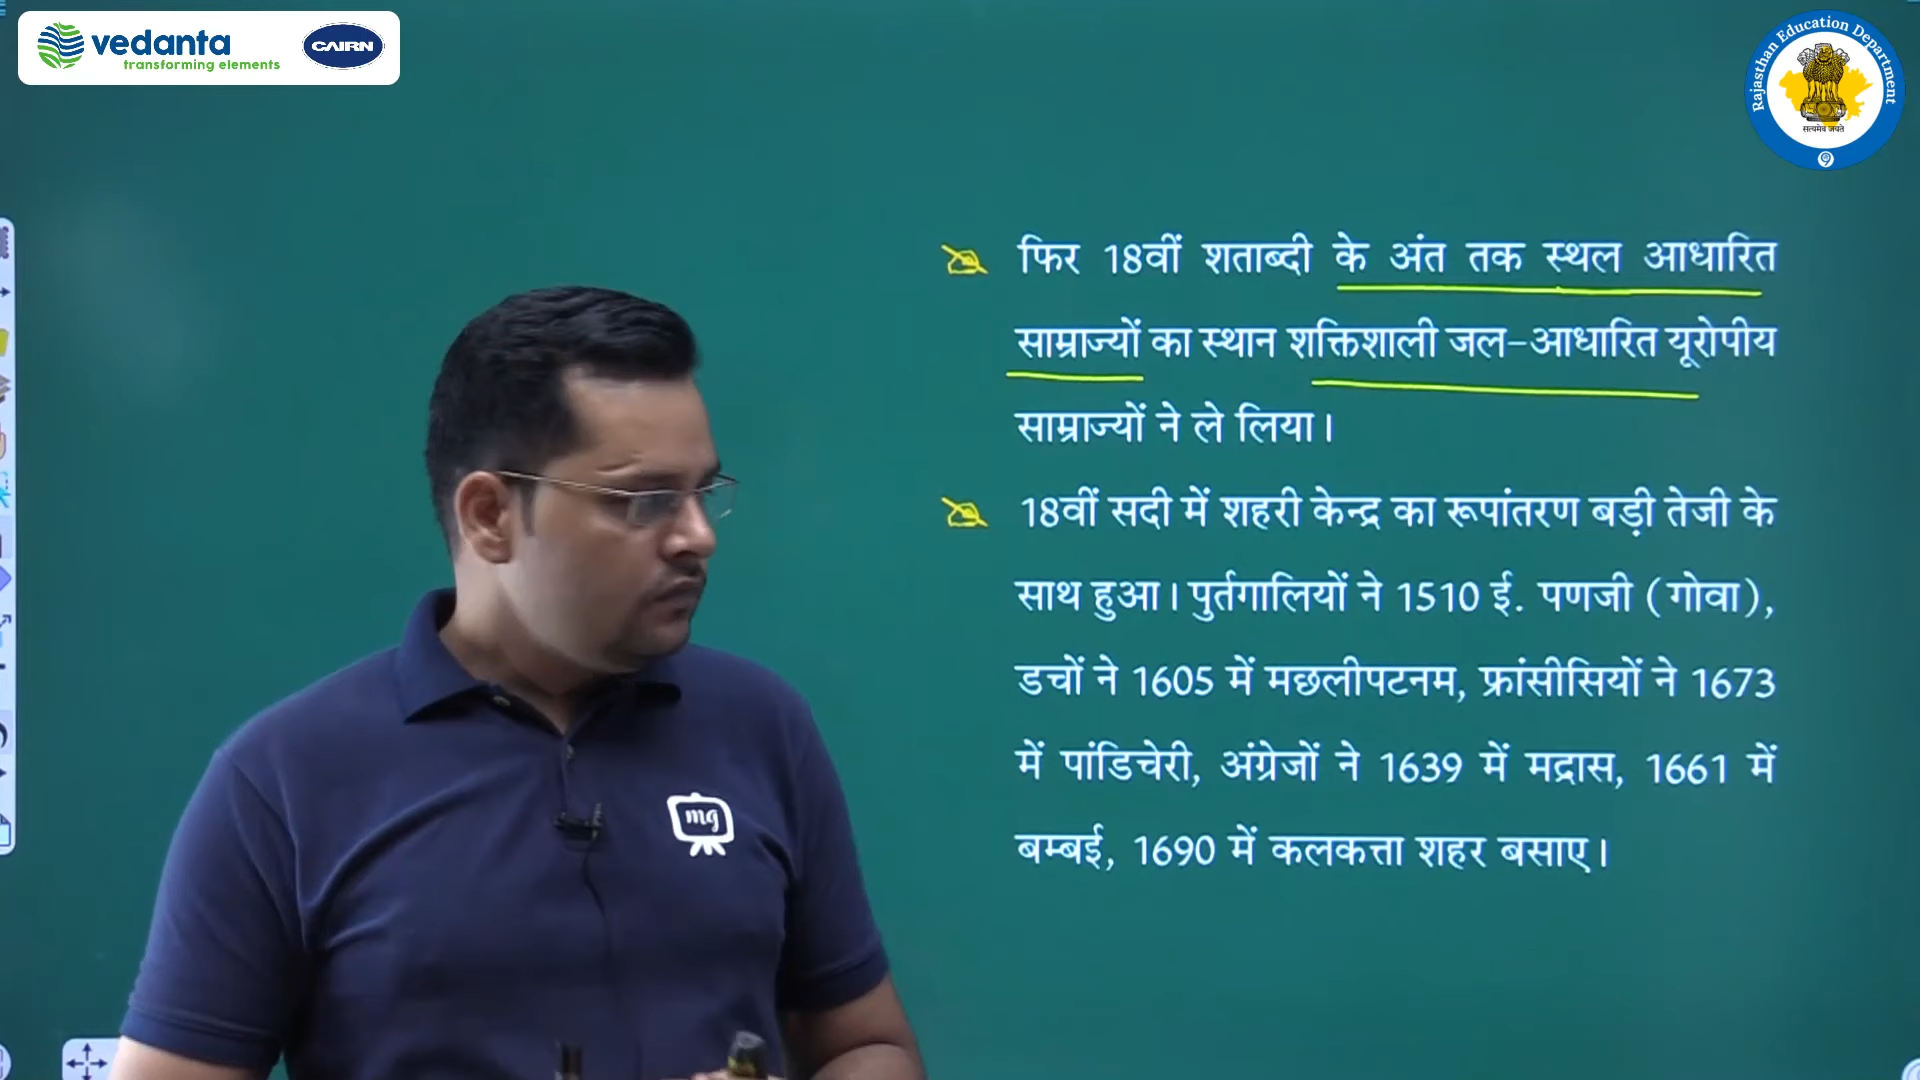 vedanta
transforming elements
CAIRN
Rajasthan Education Department
सत्यमेव जयते
फिर 18वीं शताब्दी के अंत तक स्थल आधारित
साम्राज्यों का स्थान शक्तिशाली जल-आधारित यूरोपीय
साम्राज्यों ने ले लिया।
18वीं सदी में शहरी केन्द्र का रूपांतरण बड़ी तेजी के
साथ हुआ। पुर्तगालियों ने 1510 ई. पणजी (गोवा),
डचों ने 1605 में मछलीपटनम, फ्रांसीसियों ने 1673
में पांडिचेरी, अंग्रेजों ने 1639 में मद्रास, 1661 में
बम्बई, 1690 में कलकत्ता शहर बसाए।
mg